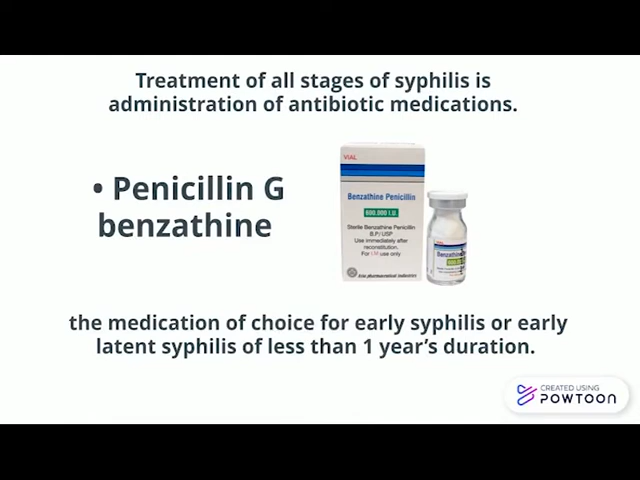 Treatment of all stages of syphilis is
administration of antibiotic medications.
• Penicillin G
benzathine
VIAL
Benzathine Penicillin
600.000 I.U.
Sterile Benzathine Penicillin
B.P/ USP
Use immediately after
reconstitution.
For I.M use only
VIAL
Benzathine
the medication of choice for early syphilis or early
latent syphilis of less than 1 year's duration.
CREATED USING
POWTOON